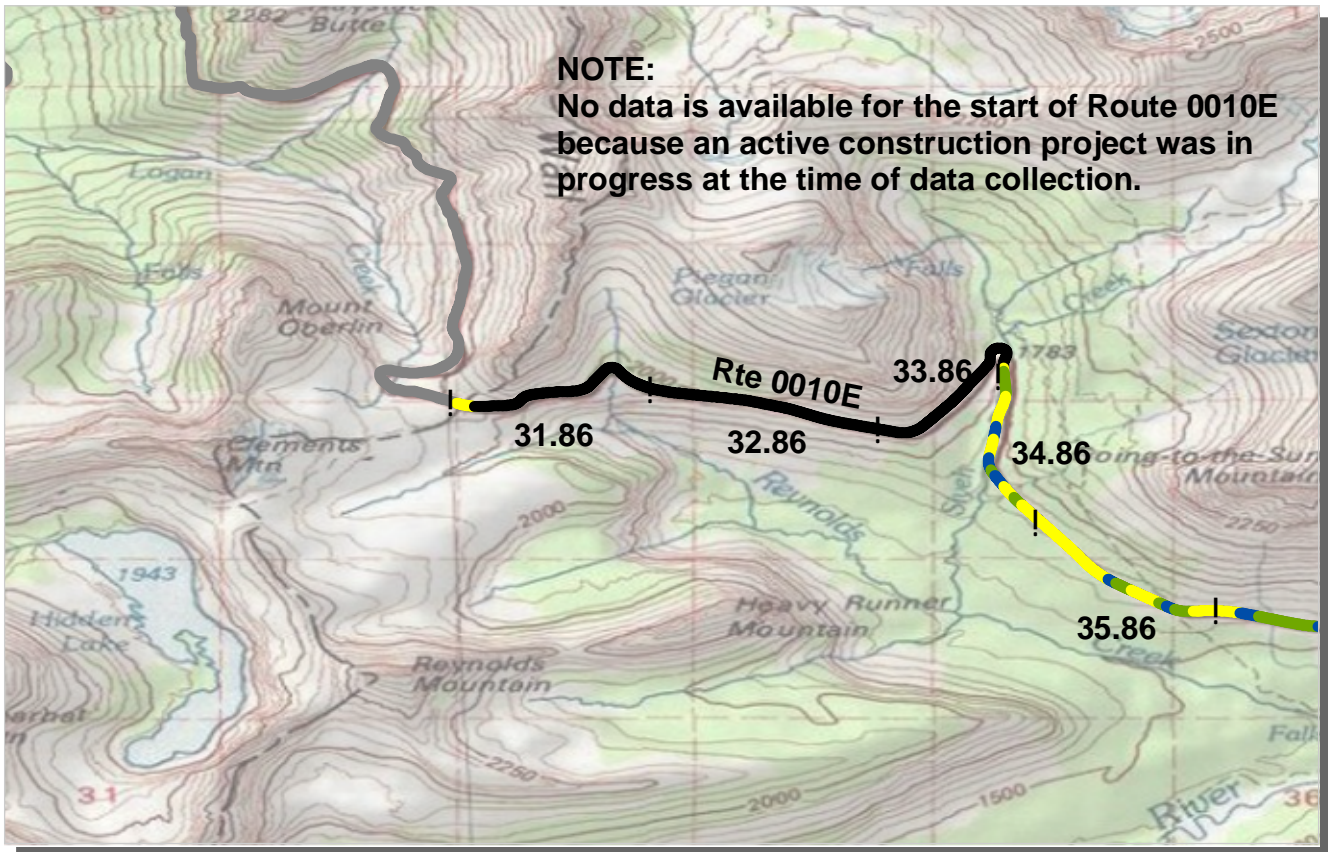 2282
Butte
2500
NOTE:
No data is available for the start of Route 0010E
because an active construction project was in
progress at the time of data collection.
Logan
Creek
Falls
Mount
Oberlin
Piegan
Glacier
Falls
Creek
Sexton
Glacier
1783
Rte 0010E
33.86
31.86
32.86
34.86
Clements
Mtn
Going-to-the-Sun
Mountain
2000
Reynolds
2250
1943
Hidden
Lake
Heavy Runner
Mountain
35.86
Creek
Reynolds
Mountain
2250
2000
1500
River
31
36